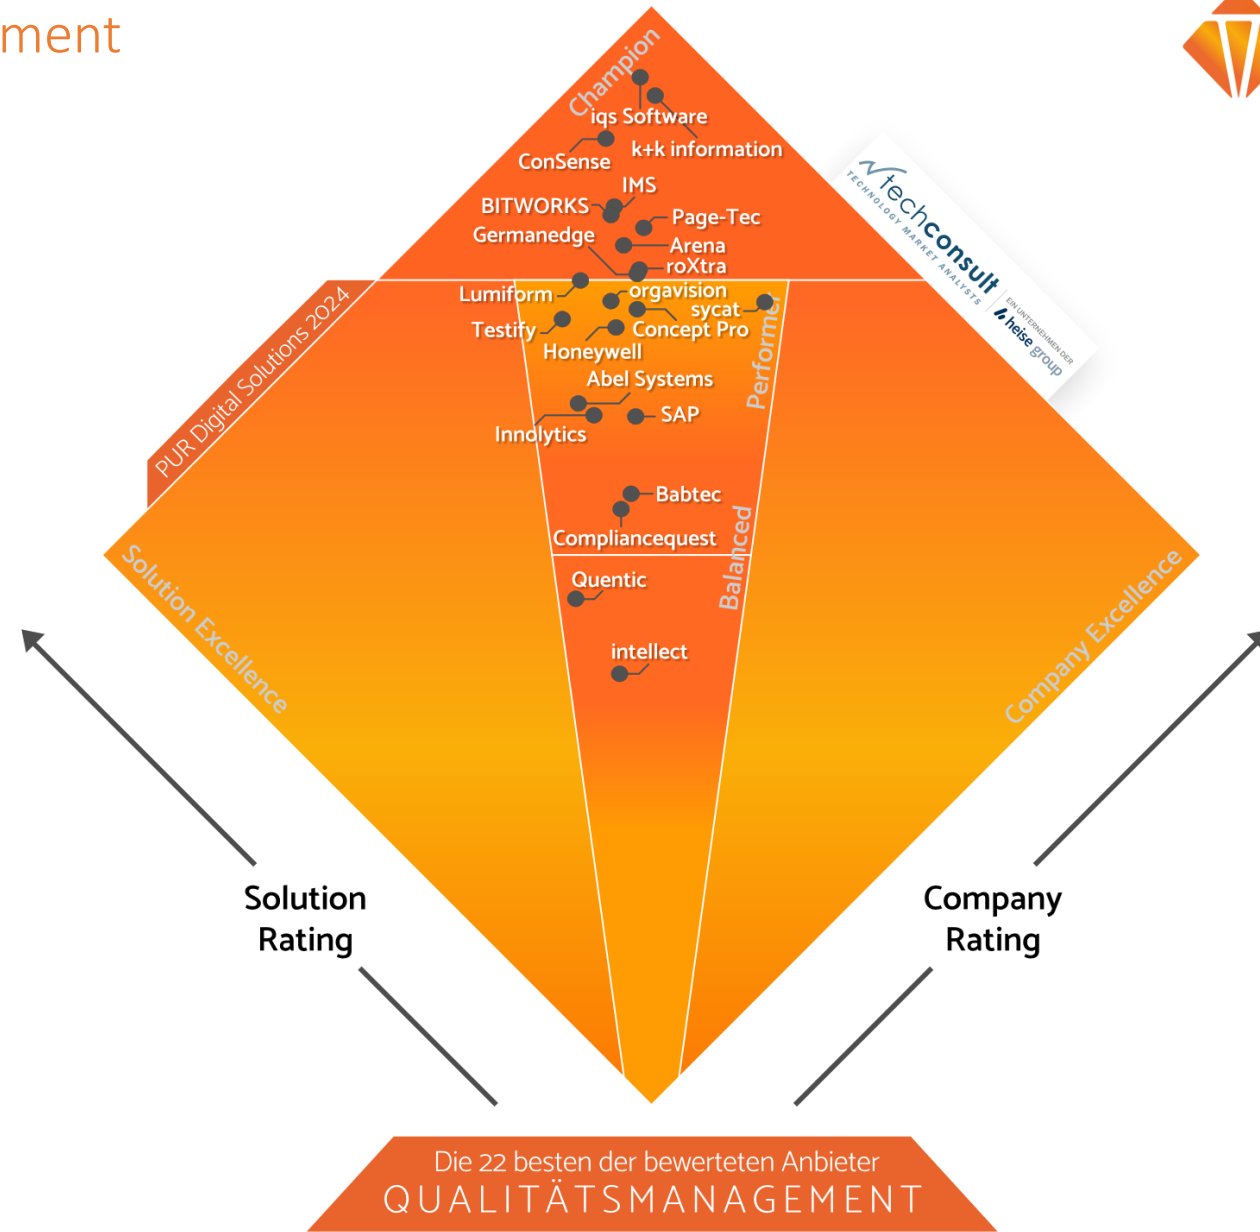 ment
Champion
iqs Software
k+k information
ConSense
IMS
BITWORKS
Page-Tec
Germanedge
Arena
roXtra
techconsult
TECHNOLOGY MARKET ANALYSTS
EIN UNTERNEHMEN DER
heise group
PUR Digital Solutions 2024
Lumiform
orgavision
sycat
Testify
Concept Pro
Honeywell
Performer
Abel Systems
SAP
Innolytics
Babtec
Compliancequest
Balanced
Quentic
intellect
Solution Excellence
Company Excellence
Solution
Rating
Company
Rating
Die 22 besten der bewerteten Anbieter
QUALITÄTSMANAGEMENT